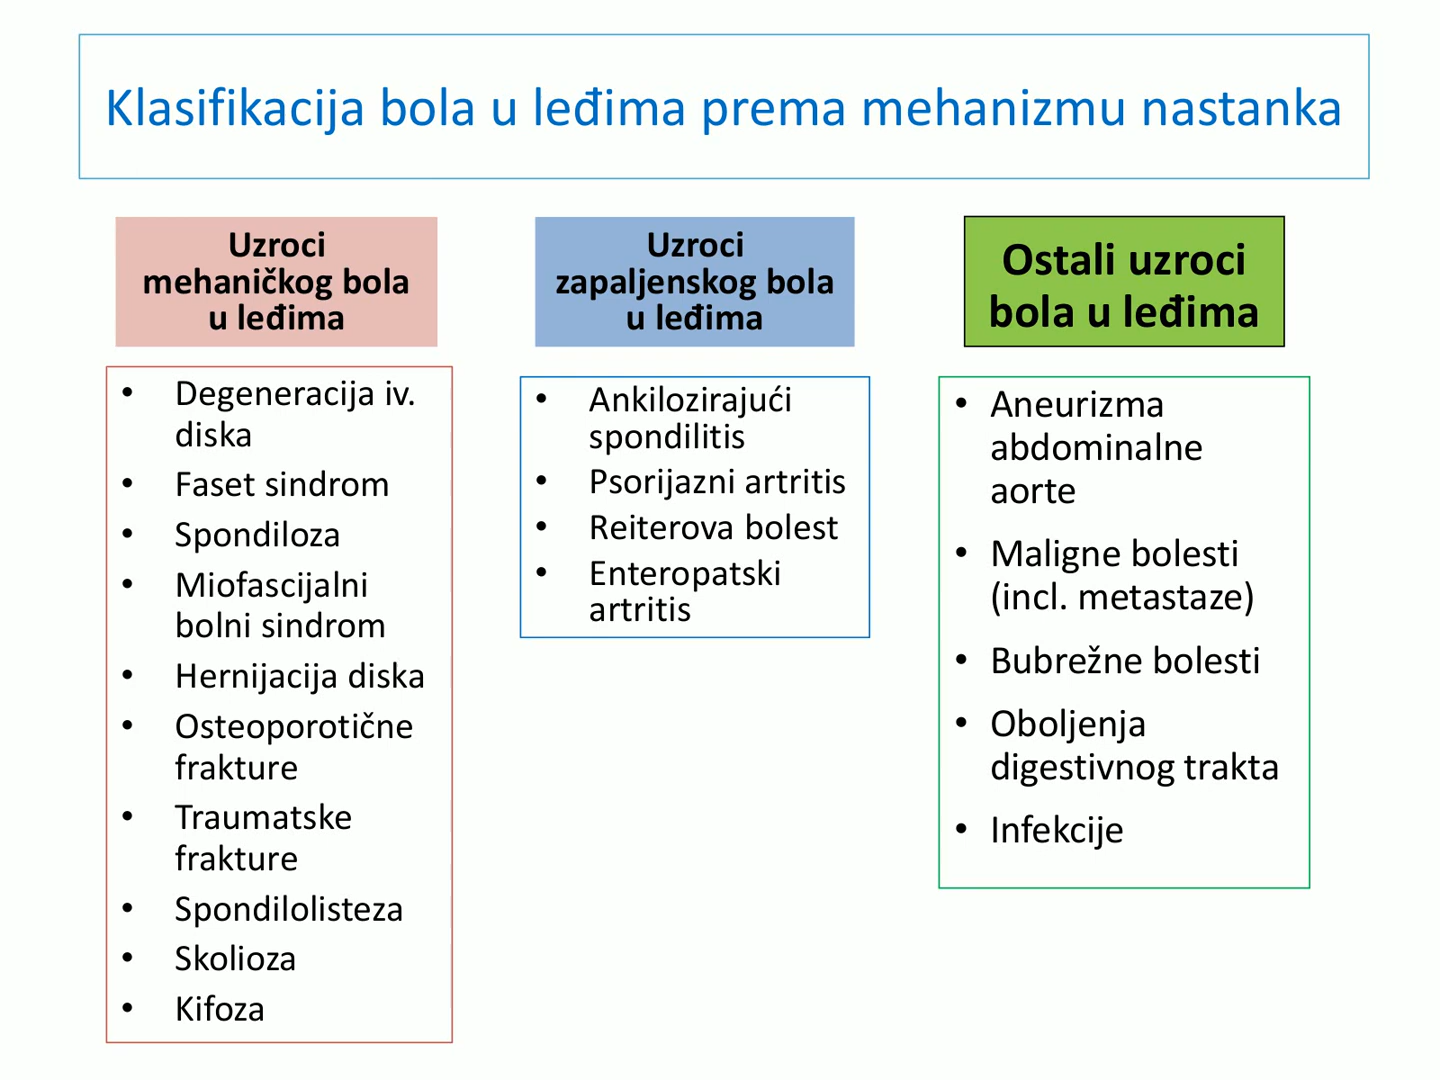 Klasifikacija bola u leđima prema mehanizmu nastanka
Uzroci
mehaničkog bola
u leđima
• Degeneracija iv.
diska
• Faset sindrom
• Spondiloza
• Miofascijalni
bolni sindrom
• Hernijacija diska
• Osteoporotične
frakture
• Traumatske
frakture
• Spondilolisteza
• Skolioza
• Kifoza
Uzroci
zapaljenskog bola
u leđima
• Ankilozirajući
spondilitis
• Psorijazni artritis
• Reiterova bolest
• Enteropatski
artritis
Ostali uzroci
bola u leđima
• Aneurizma
abdominalne
aorte
• Maligne bolesti
(incl. metastaze)
• Bubrežne bolesti
• Oboljenja
digestivnog trakta
• Infekcije